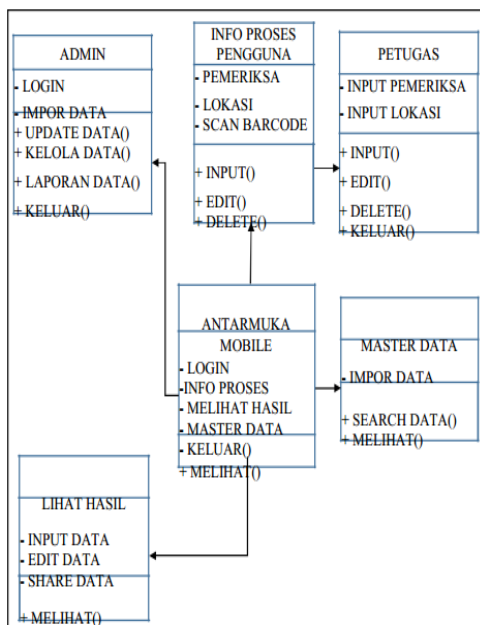 ADMIN
- LOGIN
- IMPOR DATA
+ UPDATE DATA()
+ KELOLA DATA()
+ LAPORAN DATA()
+ KELUAR()
INFO PROSES
PENGGUNA
- PEMERIKSA
- LOKASI
- SCAN BARCODE
+ INPUT()
+ EDIT()
+ DELETE()
PETUGAS
- INPUT PEMERIKSA
- INPUT LOKASI
+ INPUT()
+ EDIT()
+ DELETE()
+ KELUAR()
ANTARMUKA
MOBILE
- LOGIN
-INFO PROSES
- MELIHAT HASIL
- MASTER DATA
- KELUAR()
+ MELIHAT()
MASTER DATA
- IMPOR DATA
+ SEARCH DATA()
+ MELIHAT()
LIHAT HASIL
- INPUT DATA
- EDIT DATA
- SHARE DATA
+ MELIHAT()